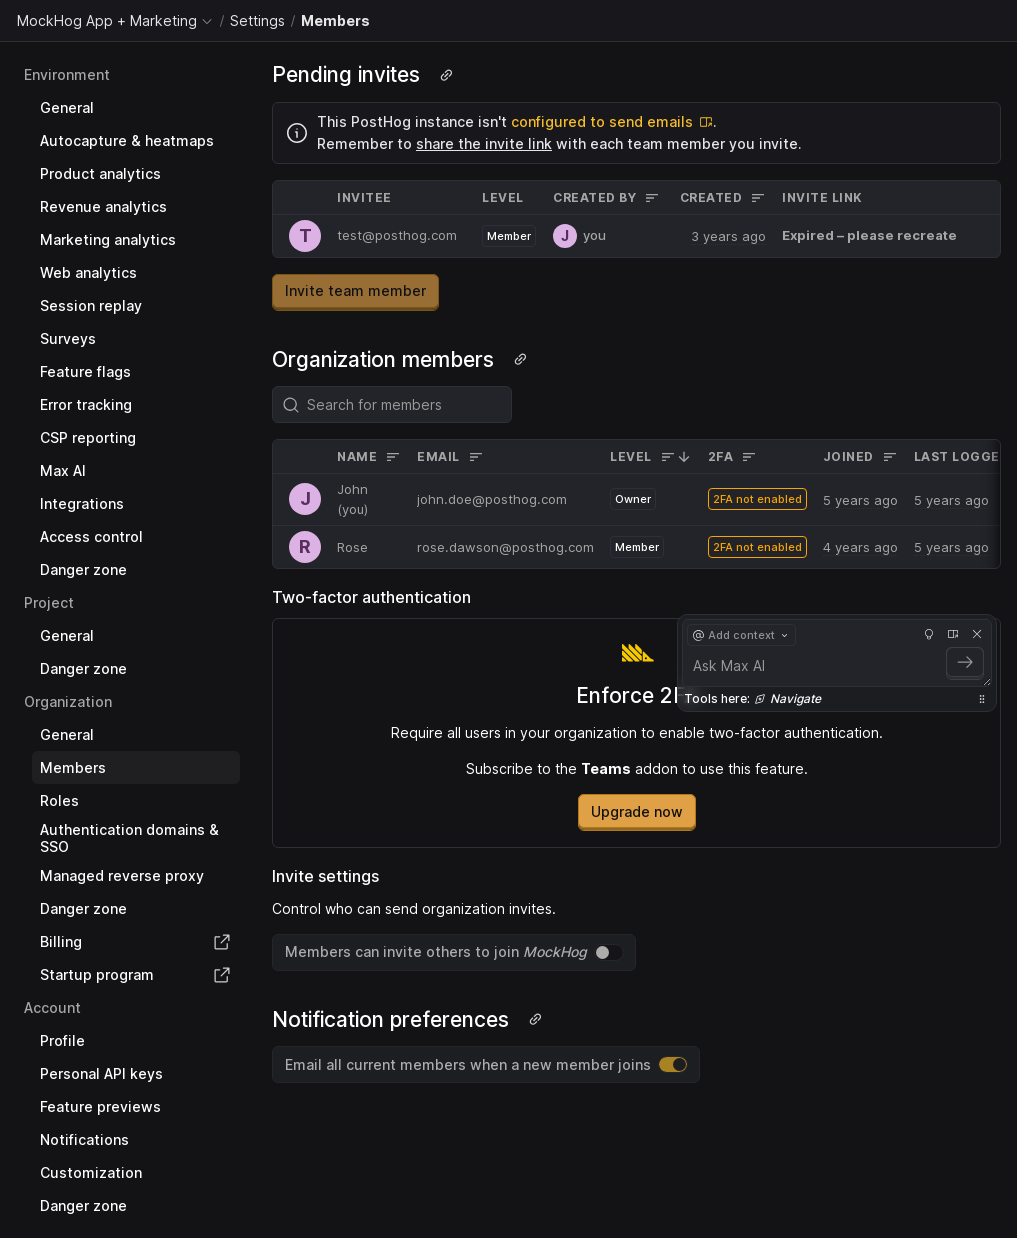 MockHog App + Marketing / Settings / Members
Environment
General
Autocapture & heatmaps
Product analytics
Revenue analytics
Marketing analytics
Web analytics
Session replay
Surveys
Feature flags
Error tracking
CSP reporting
Max AI
Integrations
Access control
Danger zone
Project
General
Danger zone
Organization
General
Members
Roles
Authentication domains &
SSO
Managed reverse proxy
Danger zone
Billing
Startup program
Account
Profile
Personal API keys
Feature previews
Notifications
Customization
Danger zone
Pending invites
This PostHog instance isn't configured to send emails .
Remember to share the invite link with each team member you invite.
INVITEE LEVEL CREATED BY CREATED INVITE LINK
T test@posthog.com Member J you 3 years ago Expired – please recreate
Invite team member
Organization members
Search for members
NAME EMAIL LEVEL 2FA JOINED LAST LOGGE
J John (you) john.doe@posthog.com Owner 2FA not enabled 5 years ago 5 years ago
R Rose rose.dawson@posthog.com Member 2FA not enabled 4 years ago 5 years ago
Two-factor authentication
@ Add context
Ask Max AI
Tools here: Navigate
Enforce 2F
Require all users in your organization to enable two-factor authentication.
Subscribe to the Teams addon to use this feature.
Upgrade now
Invite settings
Control who can send organization invites.
Members can invite others to join MockHog
Notification preferences
Email all current members when a new member joins